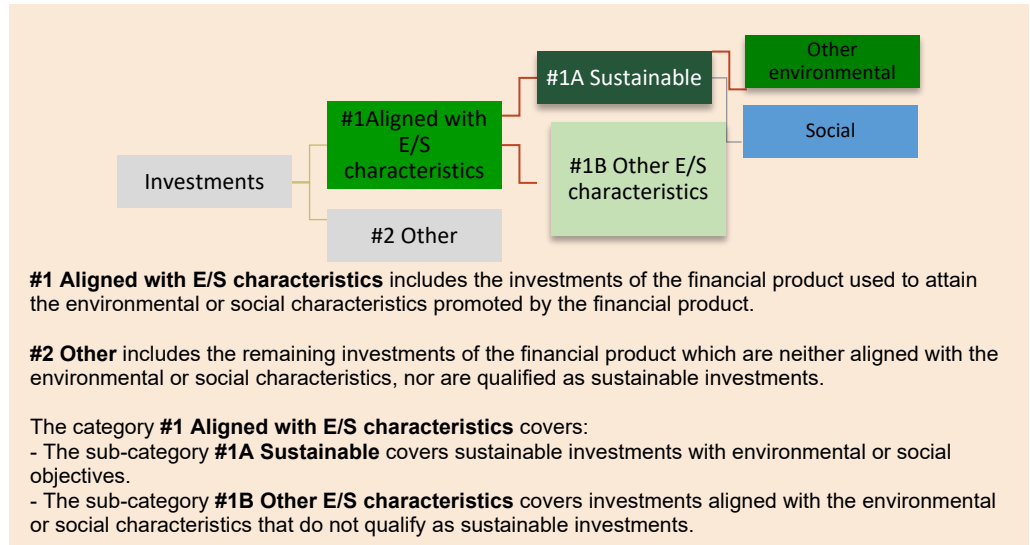 Other
environmental
#1A Sustainable
#1Aligned with
E/S
characteristics
Social
#1B Other E/S
characteristics
Investments
#2 Other
#1 Aligned with E/S characteristics includes the investments of the financial product used to attain
the environmental or social characteristics promoted by the financial product.
#2 Other includes the remaining investments of the financial product which are neither aligned with the
environmental or social characteristics, nor are qualified as sustainable investments.
The category #1 Aligned with E/S characteristics covers:
- The sub-category #1A Sustainable covers sustainable investments with environmental or social
objectives.
- The sub-category #1B Other E/S characteristics covers investments aligned with the environmental
or social characteristics that do not qualify as sustainable investments.